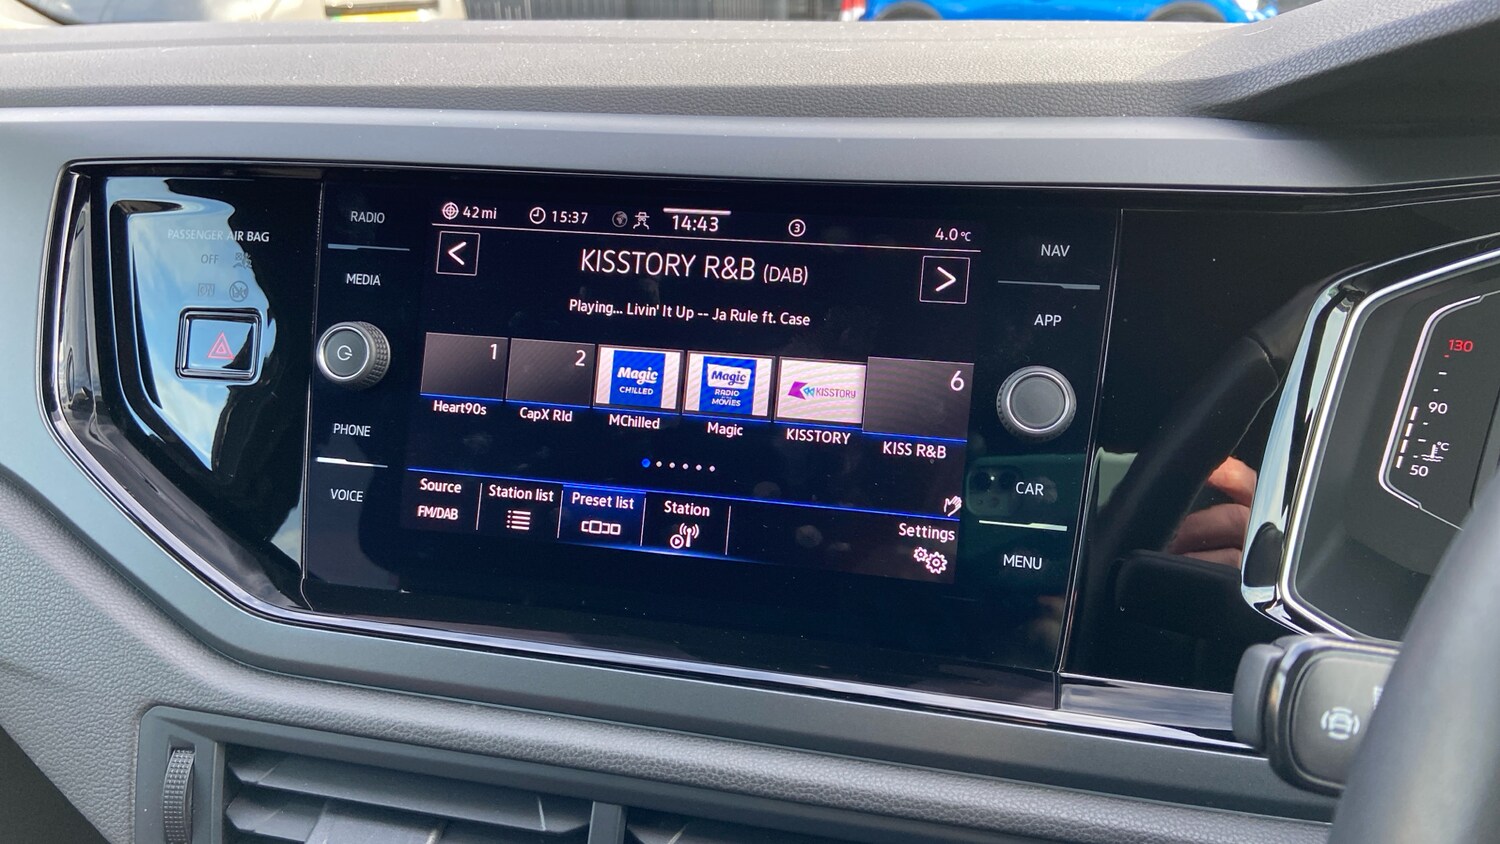 PASSENGER AIR BAG
OFF
RADIO
MEDIA
PHONE
VOICE
42mi
15:37
14:43
3
4.0°C
<
KISSTORY R&B (DAB)
>
Playing... Livin' It Up -- Ja Rule ft. Case
1
2
Magic
CHILLED
Magic
RADIO
MOVIES
KISSTORY
6
Heart90s
CapX Rld
MChilled
Magic
KISSTORY
KISS R&B
Source
FM/DAB
Station list
Preset list
Station
Settings
NAV
APP
CAR
MENU
130
90
°C
50